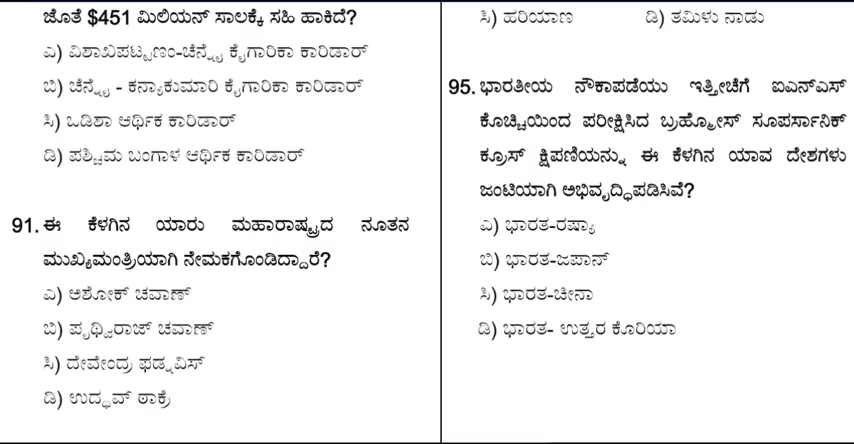 ಜೊತೆ $451 ಮಿಲಿಯನ್ ಸಾಲಕ್ಕೆ ಸಹಿ ಹಾಕಿದೆ?
ಎ) ವಿಶಾಖಪಟ್ಟಣಂ-ಚೆನ್ನೈ ಕೈಗಾರಿಕಾ ಕಾರಿಡಾರ್
ಬಿ) ಚೆನ್ನೈ - ಕನ್ಯಾಕುಮಾರಿ ಕೈಗಾರಿಕಾ ಕಾರಿಡಾರ್
ಸಿ) ಒಡಿಶಾ ಆರ್ಥಿಕ ಕಾರಿಡಾರ್
ಡಿ) ಪಶ್ಚಿಮ ಬಂಗಾಳ ಆರ್ಥಿಕ ಕಾರಿಡಾರ್
91. ಈ ಕೆಳಗಿನ ಯಾರು ಮಹಾರಾಷ್ಟ್ರದ ನೂತನ
ಮುಖ್ಯಮಂತ್ರಿಯಾಗಿ ನೇಮಕಗೊಂಡಿದ್ದಾರೆ?
ಎ) ಅಶೋಕ್ ಚವಾಣ್
ಬಿ) ಪೃಥ್ವಿರಾಜ್ ಚವಾಣ್
ಸಿ) ದೇವೇಂದ್ರ ಫಡ್ನವಿಸ್
ಡಿ) ಉದ್ಧವ್ ಠಾಕ್ರೆ
ಸಿ) ಹರಿಯಾಣ ಡಿ) ತಮಿಳು ನಾಡು
95. ಭಾರತೀಯ ನೌಕಾಪಡೆಯು ಇತ್ತೀಚೆಗೆ ಐಎನ್ಎಸ್
ಕೊಚ್ಚಿಯಿಂದ ಪರೀಕ್ಷಿಸಿದ ಬ್ರಹ್ಮೋಸ್ ಸೂಪರ್ಸಾನಿಕ್
ಕ್ರೂಸ್ ಕ್ಷಿಪಣಿಯನ್ನು ಈ ಕೆಳಗಿನ ಯಾವ ದೇಶಗಳು
ಜಂಟಿಯಾಗಿ ಅಭಿವೃದ್ಧಿಪಡಿಸಿವೆ?
ಎ) ಭಾರತ-ರಷ್ಯಾ
ಬಿ) ಭಾರತ-ಜಪಾನ್
ಸಿ) ಭಾರತ-ಚೀನಾ
ಡಿ) ಭಾರತ- ಉತ್ತರ ಕೊರಿಯಾ